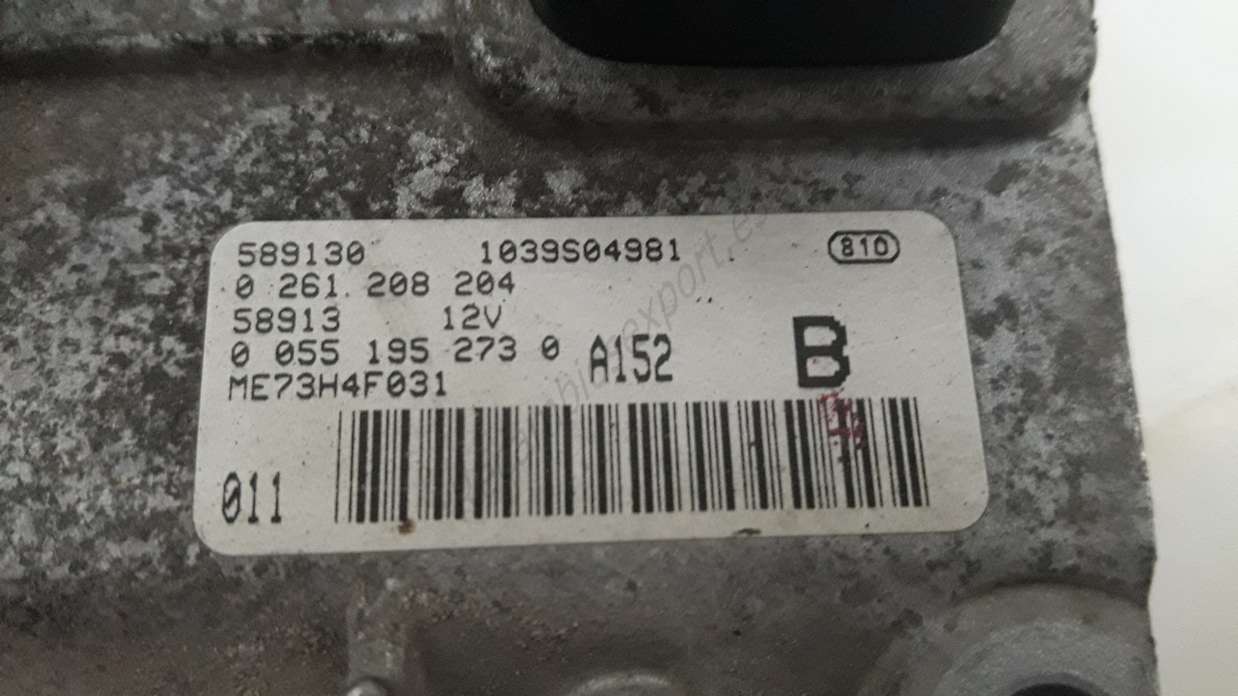 589130 1039S04981 810
0 261 208 204
58913 12V
0 055 195 273 0 A152 B
ME73H4F031
011